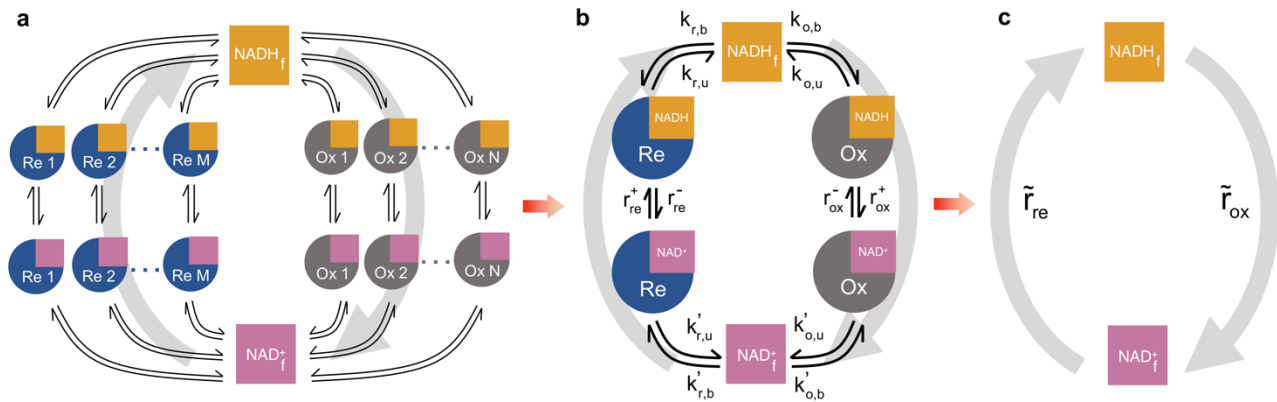 a
NADH_f
Re 1 Re 2 Re M Ox 1 Ox 2 Ox N
Re 1 Re 2 Re M Ox 1 Ox 2 Ox N
NAD⁺_f
b
k_r,b k_o,b
NADH_f
k_r,u k_o,u
NADH NADH
Re Ox
r⁺_re r⁻_re r⁻_ox r⁺_ox
NAD⁺ NAD⁺
Re Ox
k'_r,u k'_o,u
NAD⁺_f
k'_r,b k'_o,b
c
NADH_f
r̃_re r̃_ox
NAD⁺_f